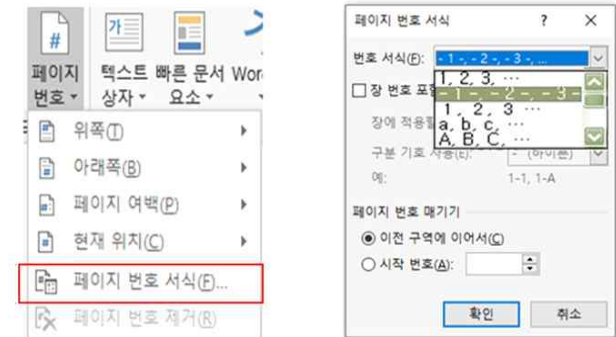 #
가
페이지
번호
텍스트
상자
빠른 문서
요소
Wor
위쪽(T)
아래쪽(B)
페이지 여백(P)
현재 위치(C)
페이지 번호 서식(F)...
페이지 번호 제거(R)
페이지 번호 서식 ? ×
번호 서식(F): - 1 -, - 2 -, - 3 -, ...
1, 2, 3, ...
- 1 -, - 2 -, - 3 -
1, 2, 3 ...
a, b, c, ...
A, B, C, ...
장 번호 포함
장에 적용할
구분 기호 사용(E): - (하이픈)
예: 1-1, 1-A
페이지 번호 매기기
이전 구역에 이어서(C)
시작 번호(A):
확인 취소